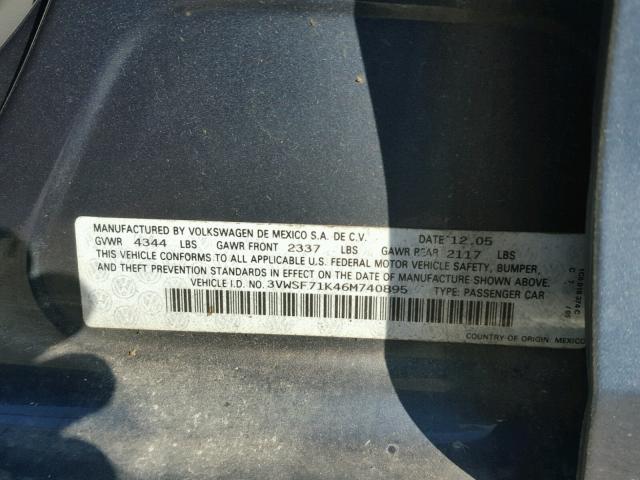 MANUFACTURED BY VOLKSWAGEN DE MEXICO S.A. DE C.V. DATE 12.05
GVWR 4344 LBS GAWR FRONT 2337 LBS GAWR REAR 2117 LBS
THIS VEHICLE CONFORMS TO ALL APPLICABLE U.S. FEDERAL MOTOR VEHICLE SAFETY, BUMPER,
AND THEFT PREVENTION STANDARDS IN EFFECT ON THE DATE OF MANUFACTURE SHOWN ABOVE.
VEHICLE I.D. NO. 3VWSF71K46M740895 TYPE: PASSENGER CAR
COUNTRY OF ORIGIN: MEXICO